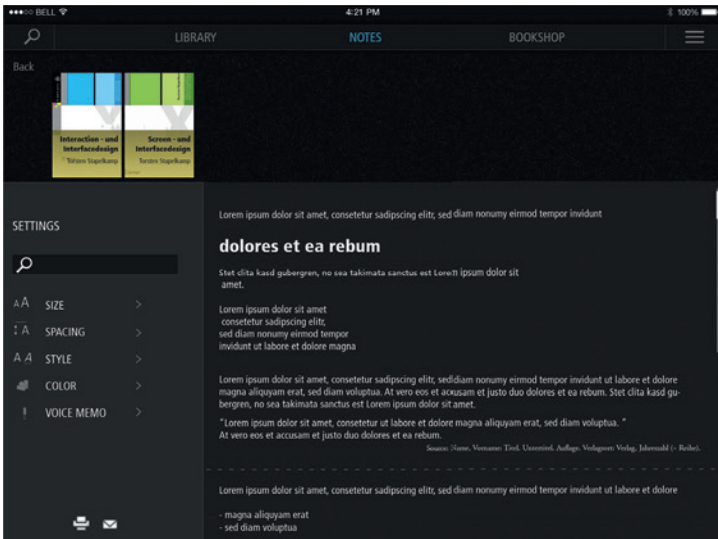 BELL
4:21 PM
100%
LIBRARY
NOTES
BOOKSHOP
Back
Interaction - und
Interfacedesign
Torsten Stapelkamp
Screen - und
Interfacedesign
Torsten Stapelkamp
SETTINGS
SIZE
SPACING
STYLE
COLOR
VOICE MEMO
Lorem ipsum dolor sit amet, consetetur sadipscing elitr, sed diam nonumy eirmod tempor invidunt
dolores et ea rebum
Stet clita kasd gubergren, no sea takimata sanctus est Lorem ipsum dolor sit
amet.
Lorem ipsum dolor sit amet
consetetur sadipscing elitr,
sed diam nonumy eirmod tempor
invidunt ut labore et dolore magna
Lorem ipsum dolor sit amet, consetetur sadipscing elitr, sed diam nonumy eirmod tempor invidunt ut labore et dolore
magna aliquyam erat, sed diam voluptua. At vero eos et accusam et justo duo dolores et ea rebum. Stet clita kasd gu-
bergren, no sea takimata sanctus est Lorem ipsum dolor sit amet.
"Lorem ipsum dolor sit amet, consetetur ut labore et dolore magna aliquyam erat, sed diam voluptua. "
At vero eos et accusam et justo duo dolores et ea rebum.
Source: Name, Vorname: Titel. Untertitel. Auflage. Verlagsort: Verlag, Jahreszahl (= Reihe).
Lorem ipsum dolor sit amet, consetetur sadipscing elitr, sed diam nonumy eirmod tempor invidunt ut labore et dolore
- magna aliquyam erat
- sed diam voluptua